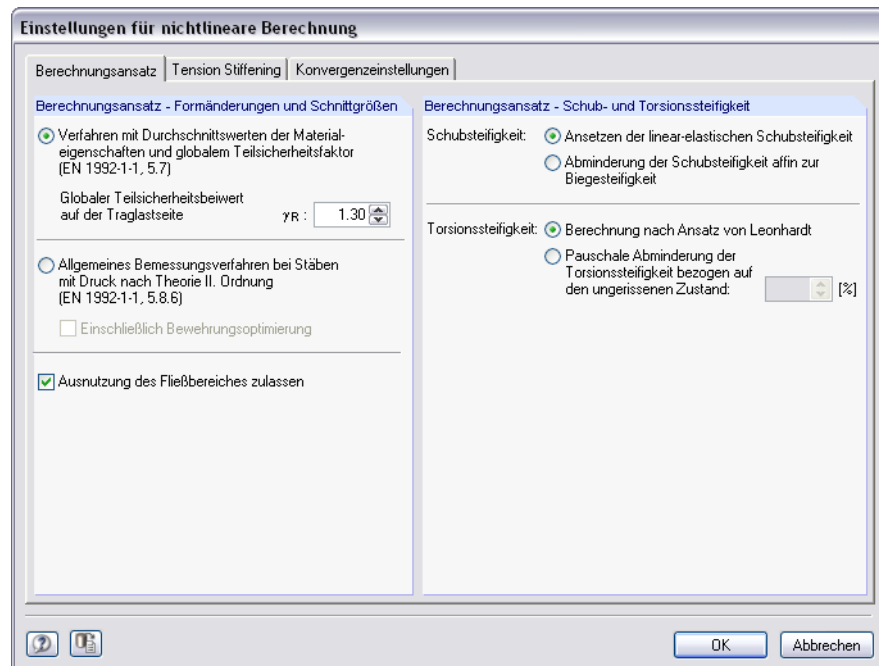 Einstellungen für nichtlineare Berechnung
Berechnungsansatz
Tension Stiffening
Konvergenzeinstellungen
Berechnungsansatz - Formänderungen und Schnittgrößen
Verfahren mit Durchschnittswerten der Material-
eigenschaften und globalem Teilsicherheitsfaktor
(EN 1992-1-1, 5.7)
Globaler Teilsicherheitsbeiwert
auf der Traglastseite γR : 1.30
Allgemeines Bemessungsverfahren bei Stäben
mit Druck nach Theorie II. Ordnung
(EN 1992-1-1, 5.8.6)
Einschließlich Bewehrungsoptimierung
Ausnutzung des Fließbereiches zulassen
Berechnungsansatz - Schub- und Torsionssteifigkeit
Schubsteifigkeit: Ansetzen der linear-elastischen Schubsteifigkeit
Abminderung der Schubsteifigkeit affin zur
Biegesteifigkeit
Torsionssteifigkeit: Berechnung nach Ansatz von Leonhardt
Pauschale Abminderung der
Torsionssteifigkeit bezogen auf
den ungerissenen Zustand: [%]
OK
Abbrechen